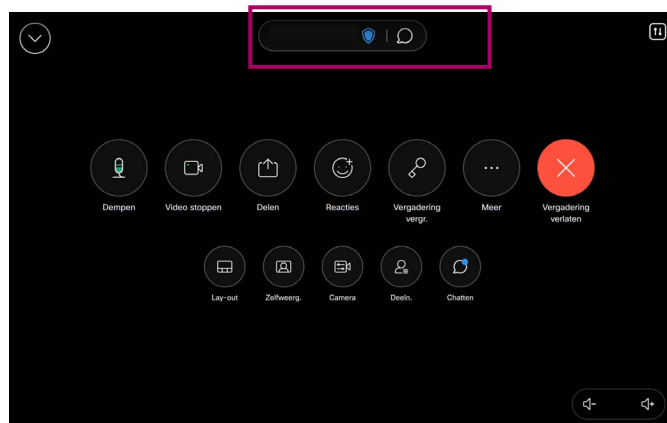 Dempen
Video stoppen
Delen
Reacties
Vergadering
vergr.
Meer
Vergadering
verlaten
Lay-out
Zelfweerg.
Camera
Deeln.
Chatten